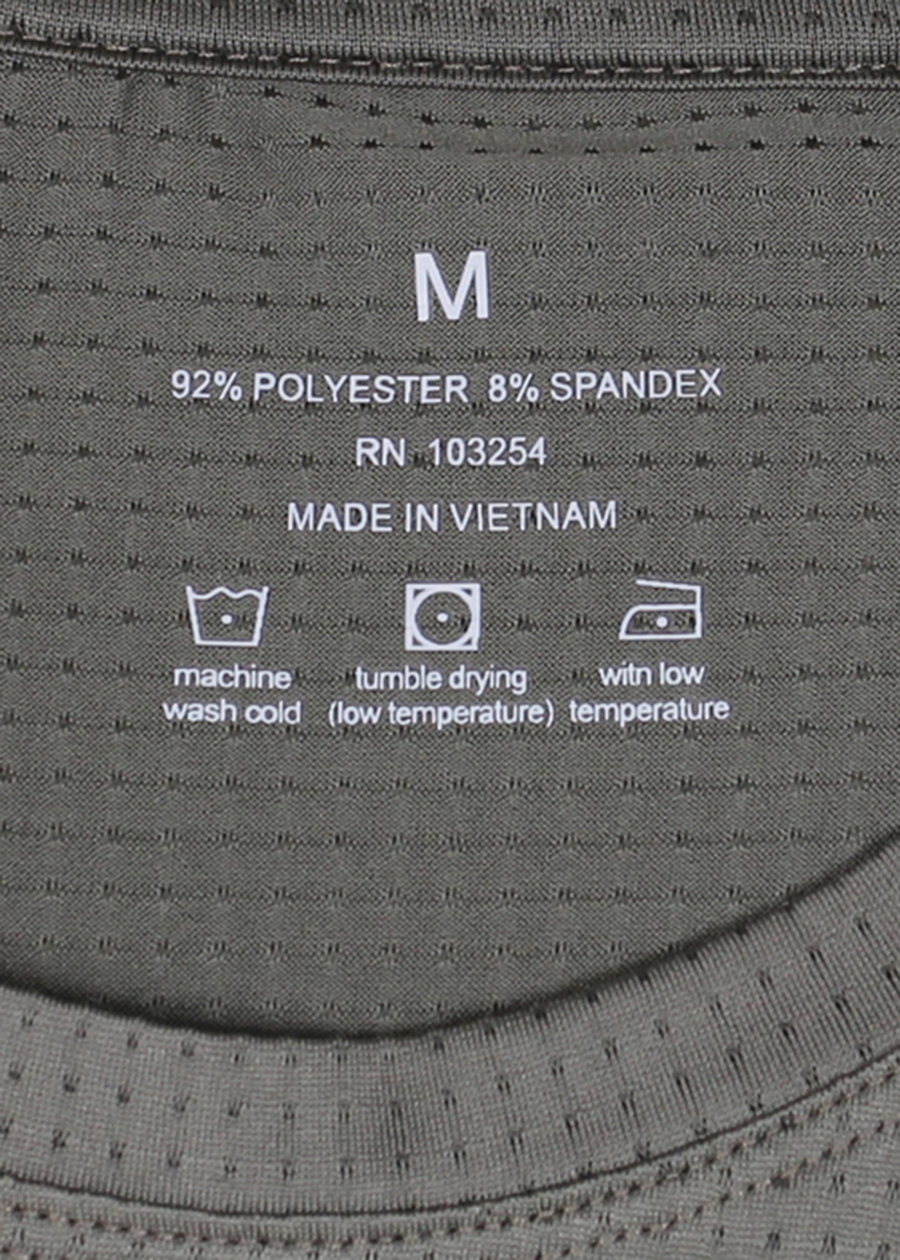 M
92% POLYESTER 8% SPANDEX
RN 103254
MADE IN VIETNAM
machine wash cold
tumble drying (low temperature)
witn low temperature